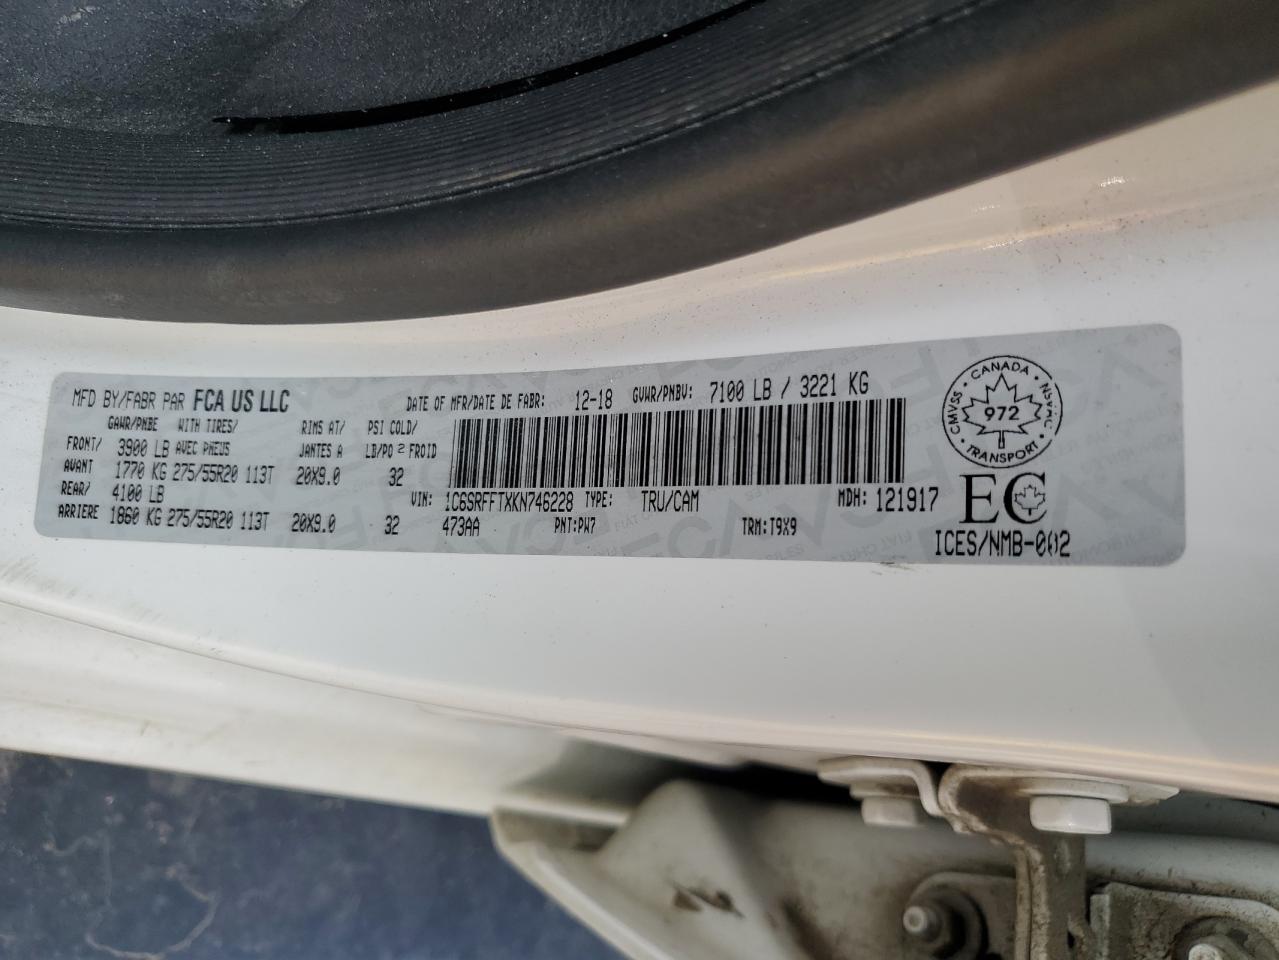 MFD BY/FABR PAR FCA US LLC DATE OF MFR/DATE DE FABR: 12-18 GVWR/PNBV: 7100 LB / 3221 KG
GAWR/PNBE WITH TIRES/ RIMS AT/ PSI COLD/
FRONT/ 3900 LB AVEC PNEUS JANTES A LB/PO 2 FROID
AVANT 1770 KG 275/55R20 113T 20X9.0 32
REAR/ 4100 LB VIN: 1C6SRFFTXKN746228 TYPE: TRU/CAM MDH: 121917
ARRIERE 1860 KG 275/55R20 113T 20X9.0 32 473AA PNT:PW7 TRM:T9X9
CANADA
CMVSS 972 NSVAC
TRANSPORT
EC
ICES/NMB-002